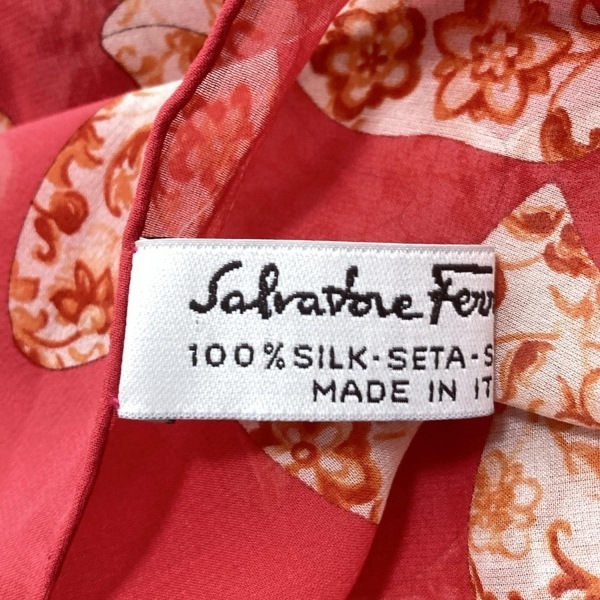 Salvatore Ferr
100% SILK-SETA-S
MADE IN IT